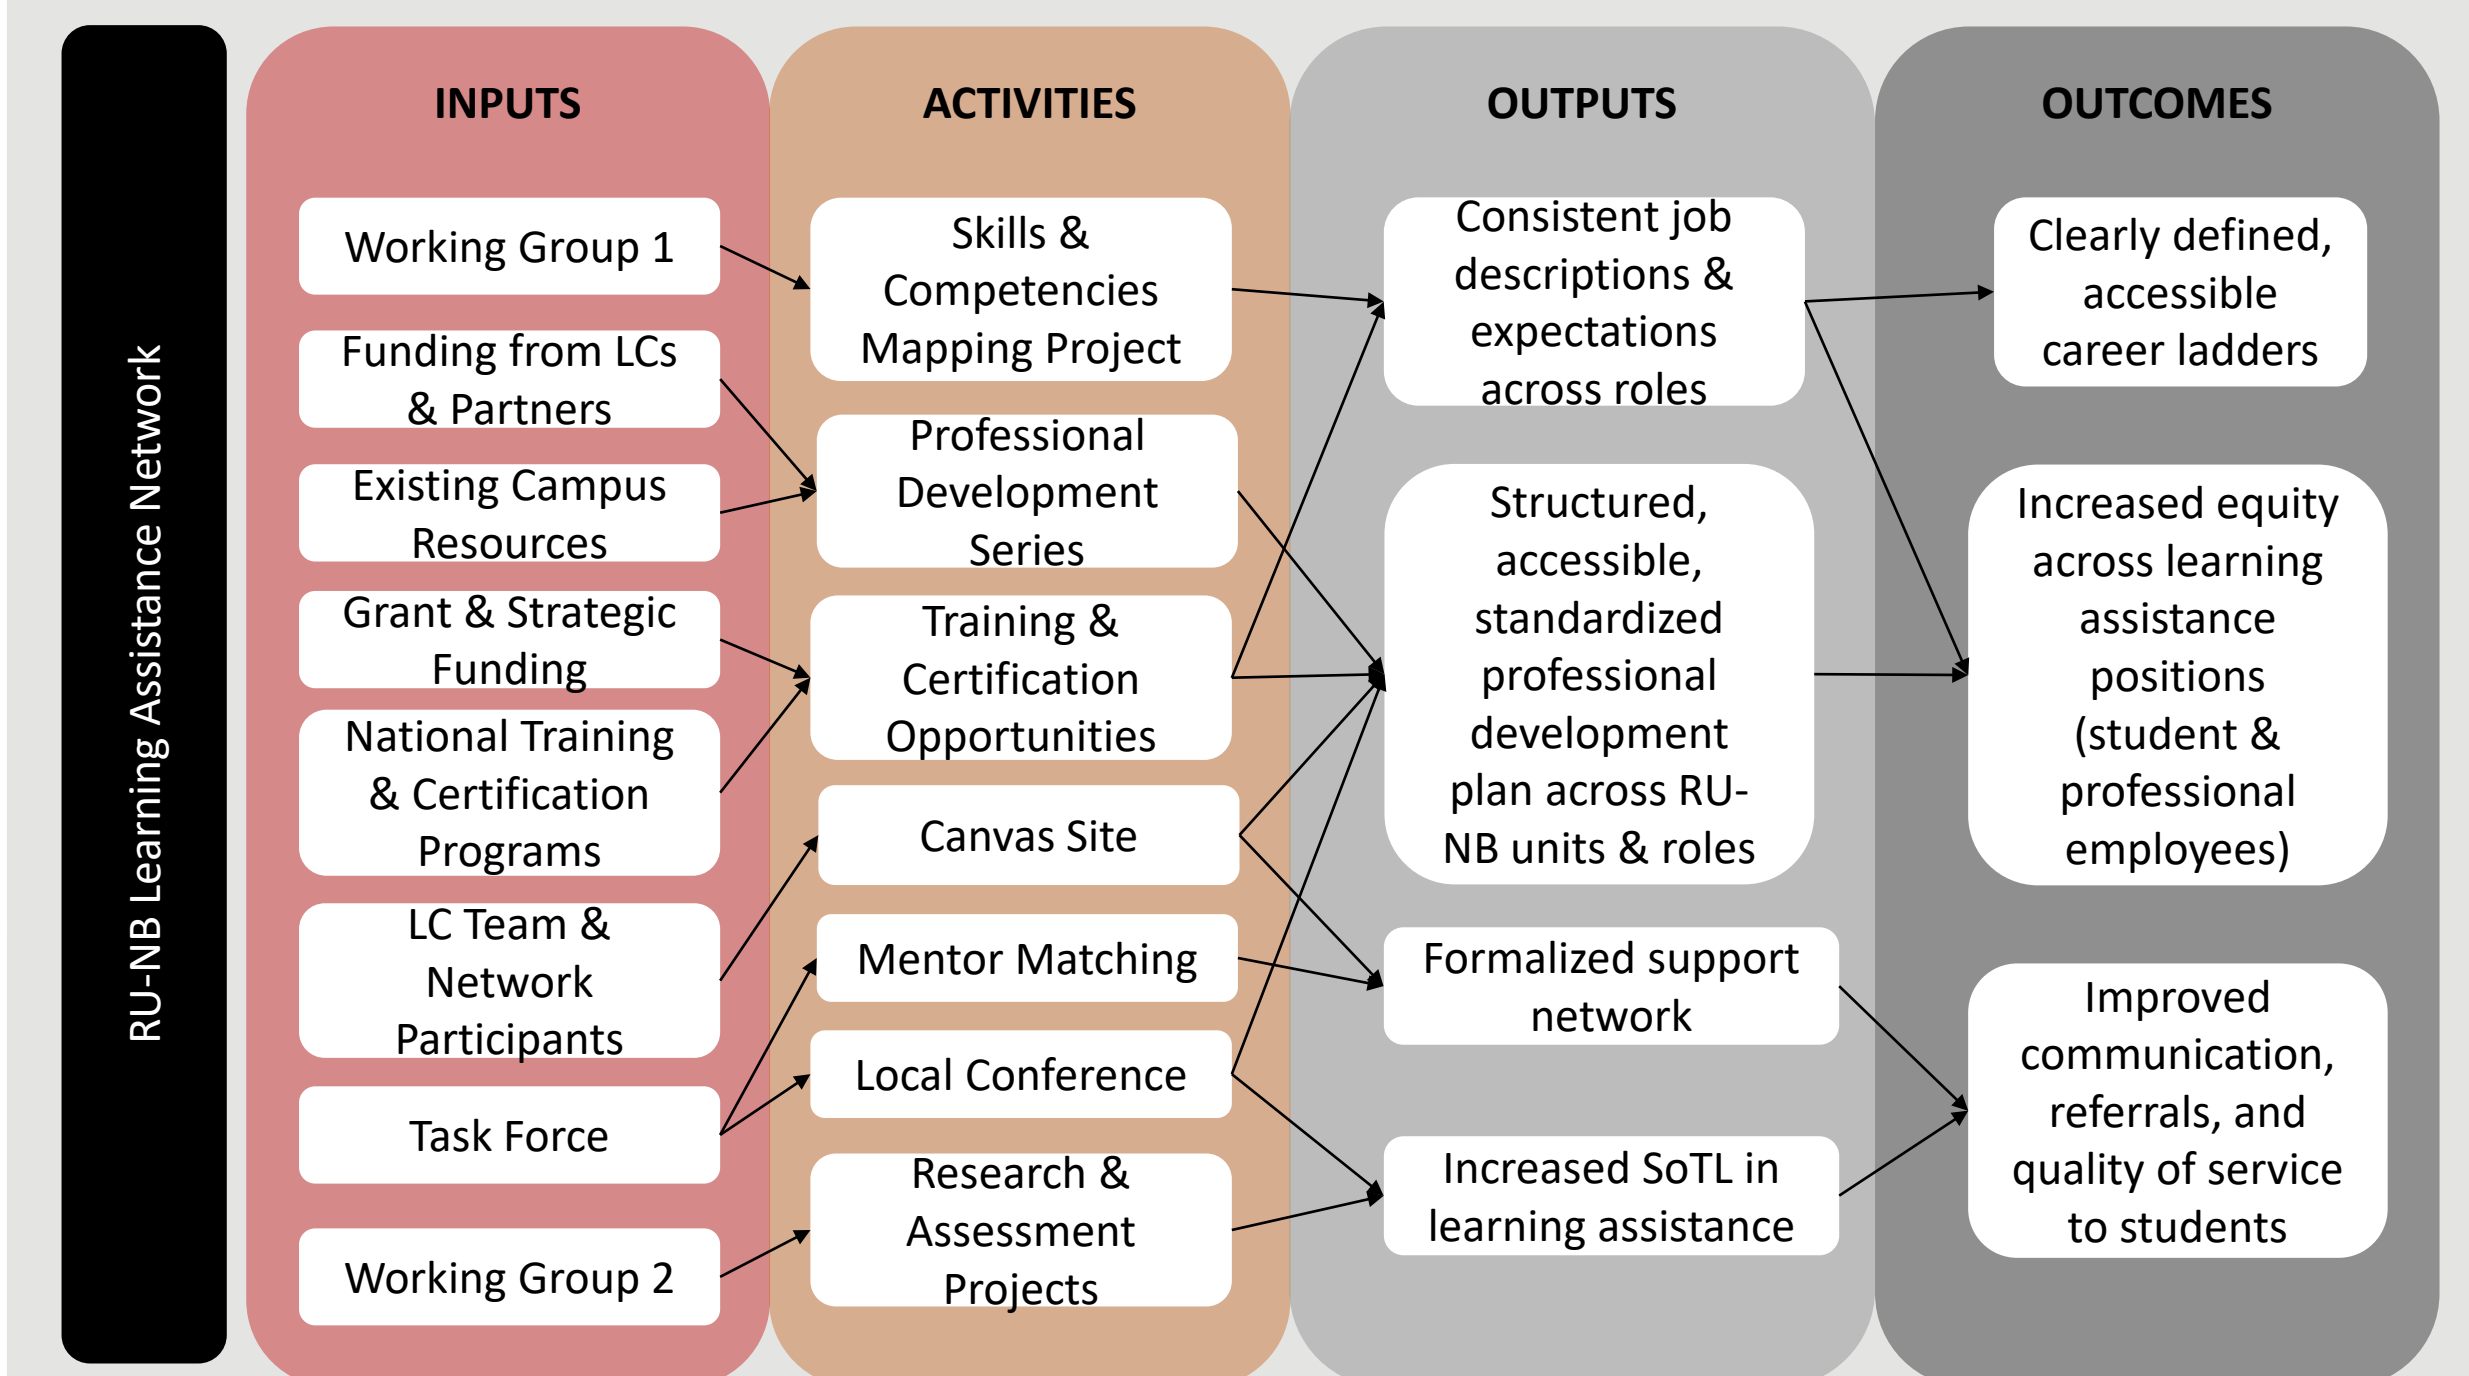 RU-NB Learning Assistance Network
INPUTS
Working Group 1
Funding from LCs
& Partners
Existing Campus
Resources
Grant & Strategic
Funding
National Training
& Certification
Programs
LC Team &
Network
Participants
Task Force
Working Group 2
ACTIVITIES
Skills &
Competencies
Mapping Project
Professional
Development
Series
Training &
Certification
Opportunities
Canvas Site
Mentor Matching
Local Conference
Research &
Assessment
Projects
OUTPUTS
Consistent job
descriptions &
expectations
across roles
Structured,
accessible,
standardized
professional
development
plan across RU-
NB units & roles
Formalized support
network
Increased SoTL in
learning assistance
OUTCOMES
Clearly defined,
accessible
career ladders
Increased equity
across learning
assistance
positions
(student &
professional
employees)
Improved
communication,
referrals, and
quality of service
to students